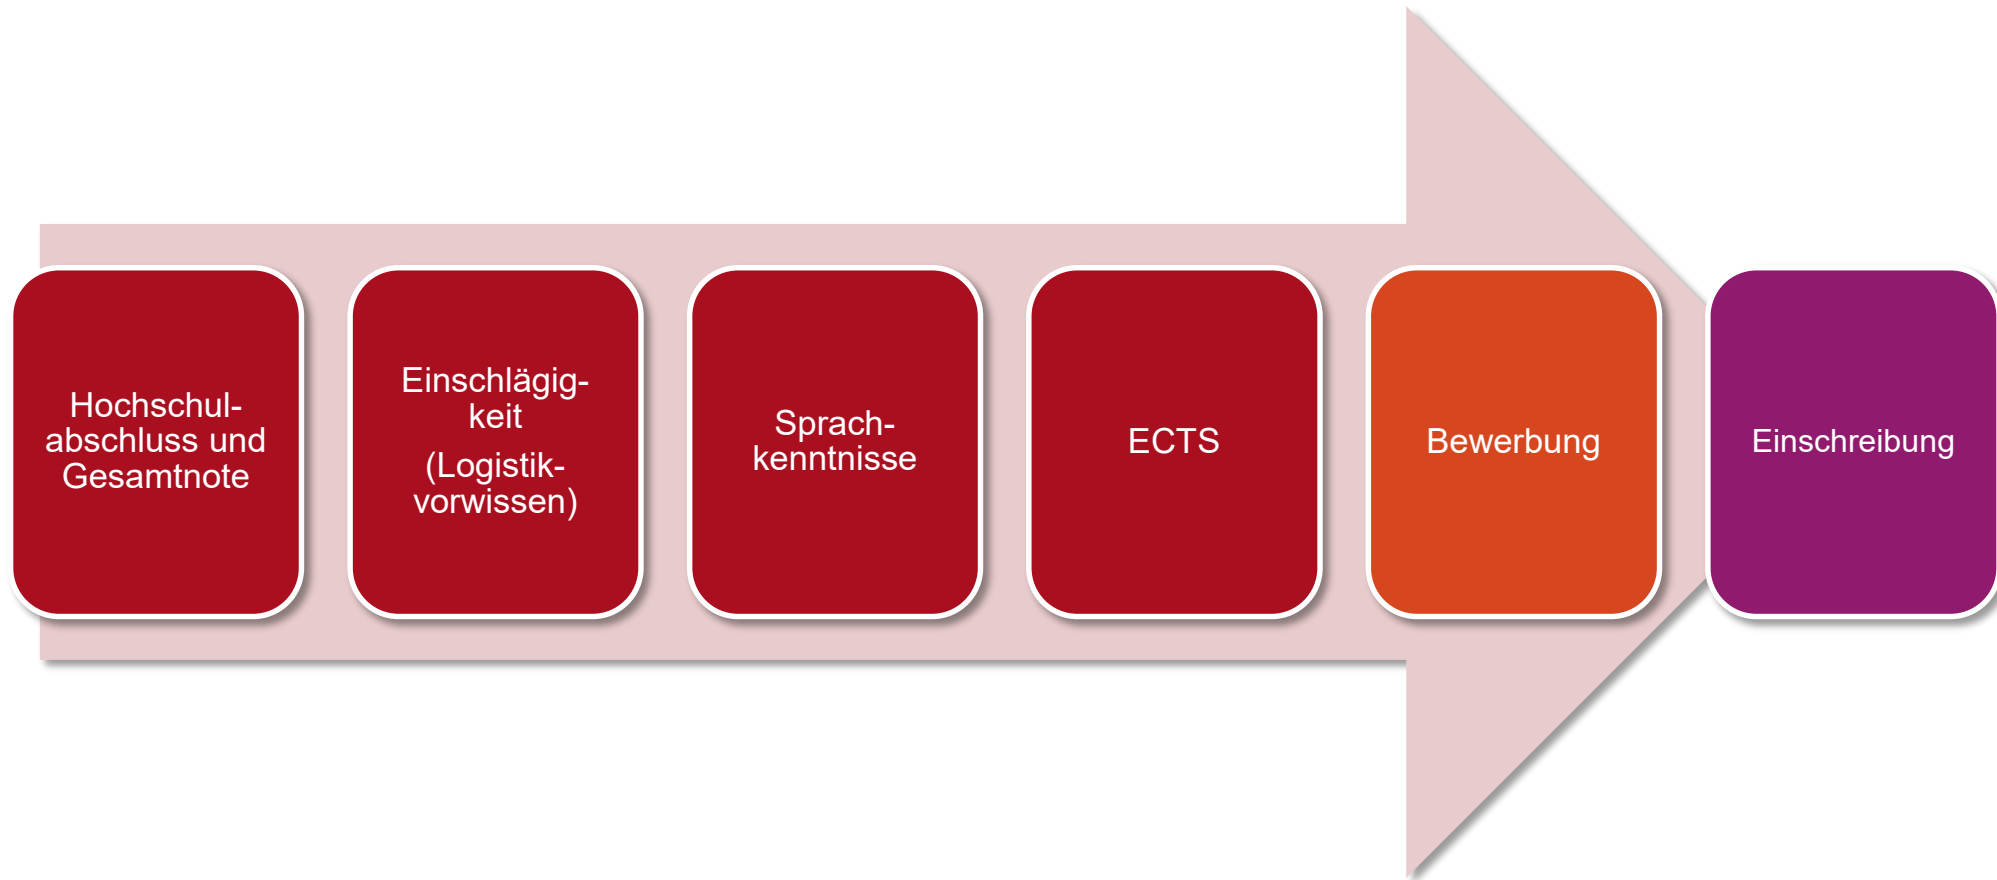 Hochschul-
abschluss und
Gesamtnote
Einschlägig-
keit
(Logistik-
vorwissen)
Sprach-
kenntnisse
ECTS
Bewerbung
Einschreibung